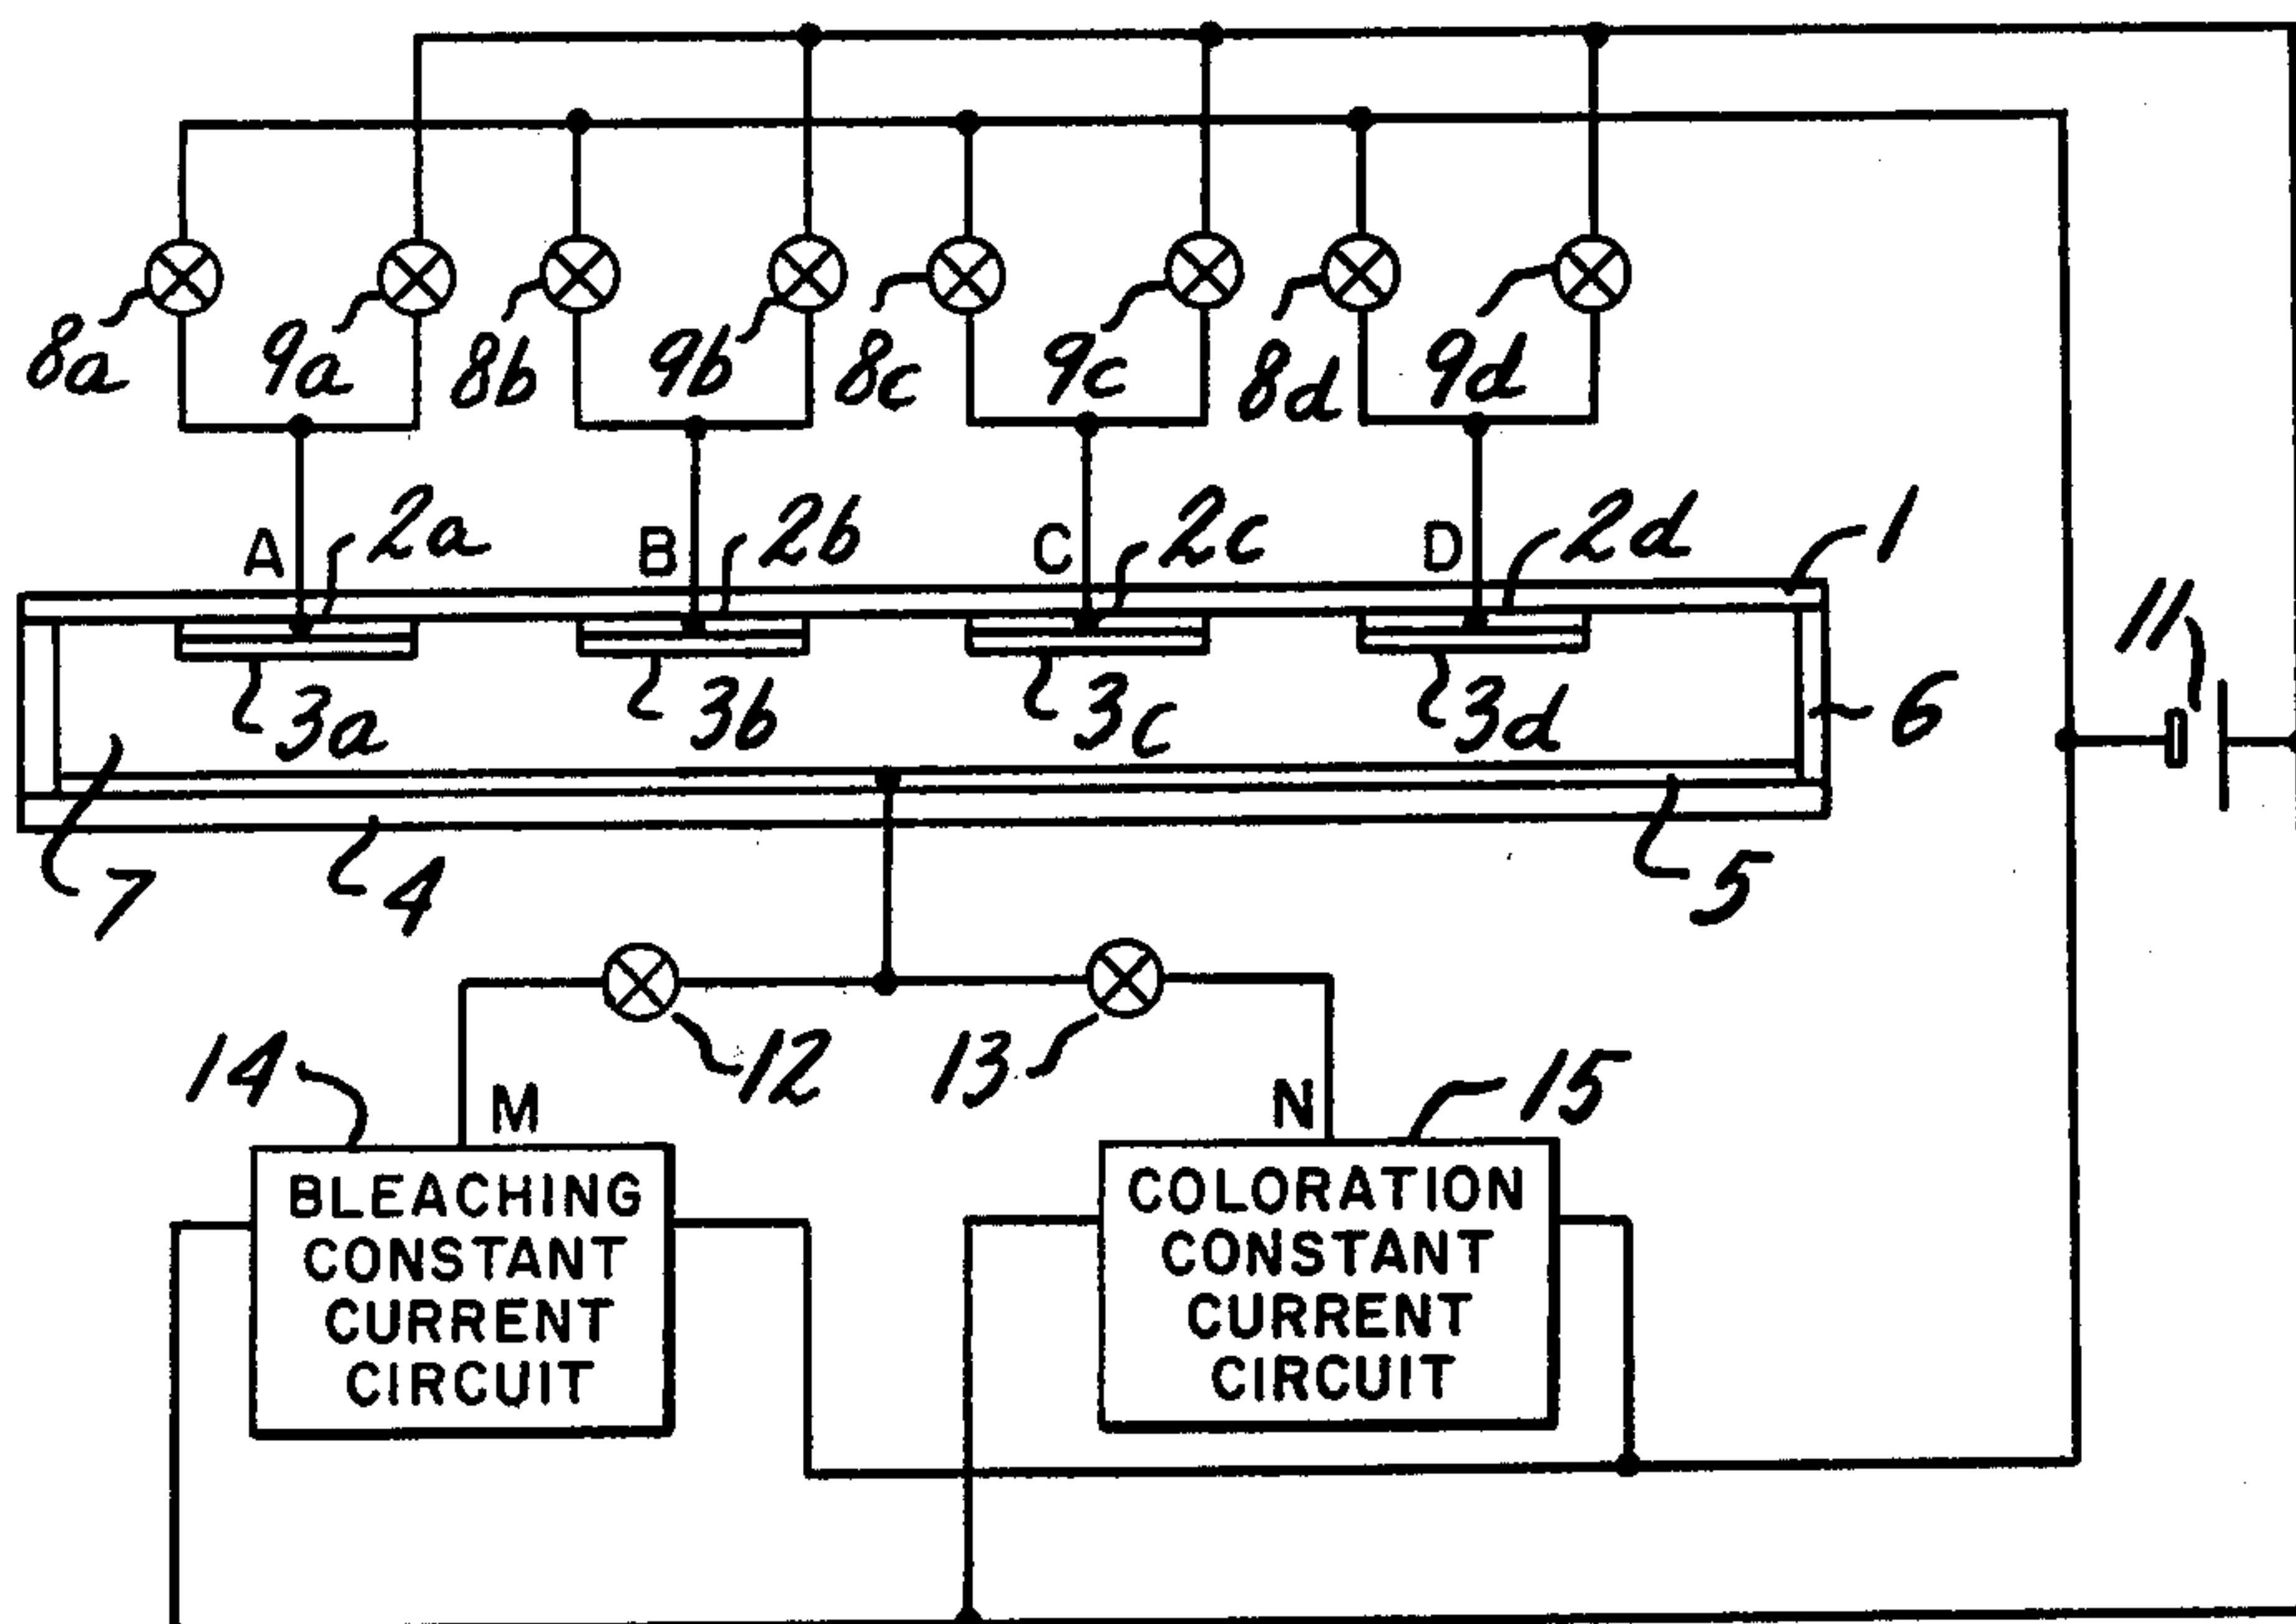 8a 9a 8b 9b 8c 9c 8d 9d
A 2a B 2b C 2c D 2d 1
11
3a 3b 3c 3d 6
7 4 5
14 M 12 13 N 15
BLEACHING
CONSTANT
CURRENT
CIRCUIT
COLORATION
CONSTANT
CURRENT
CIRCUIT